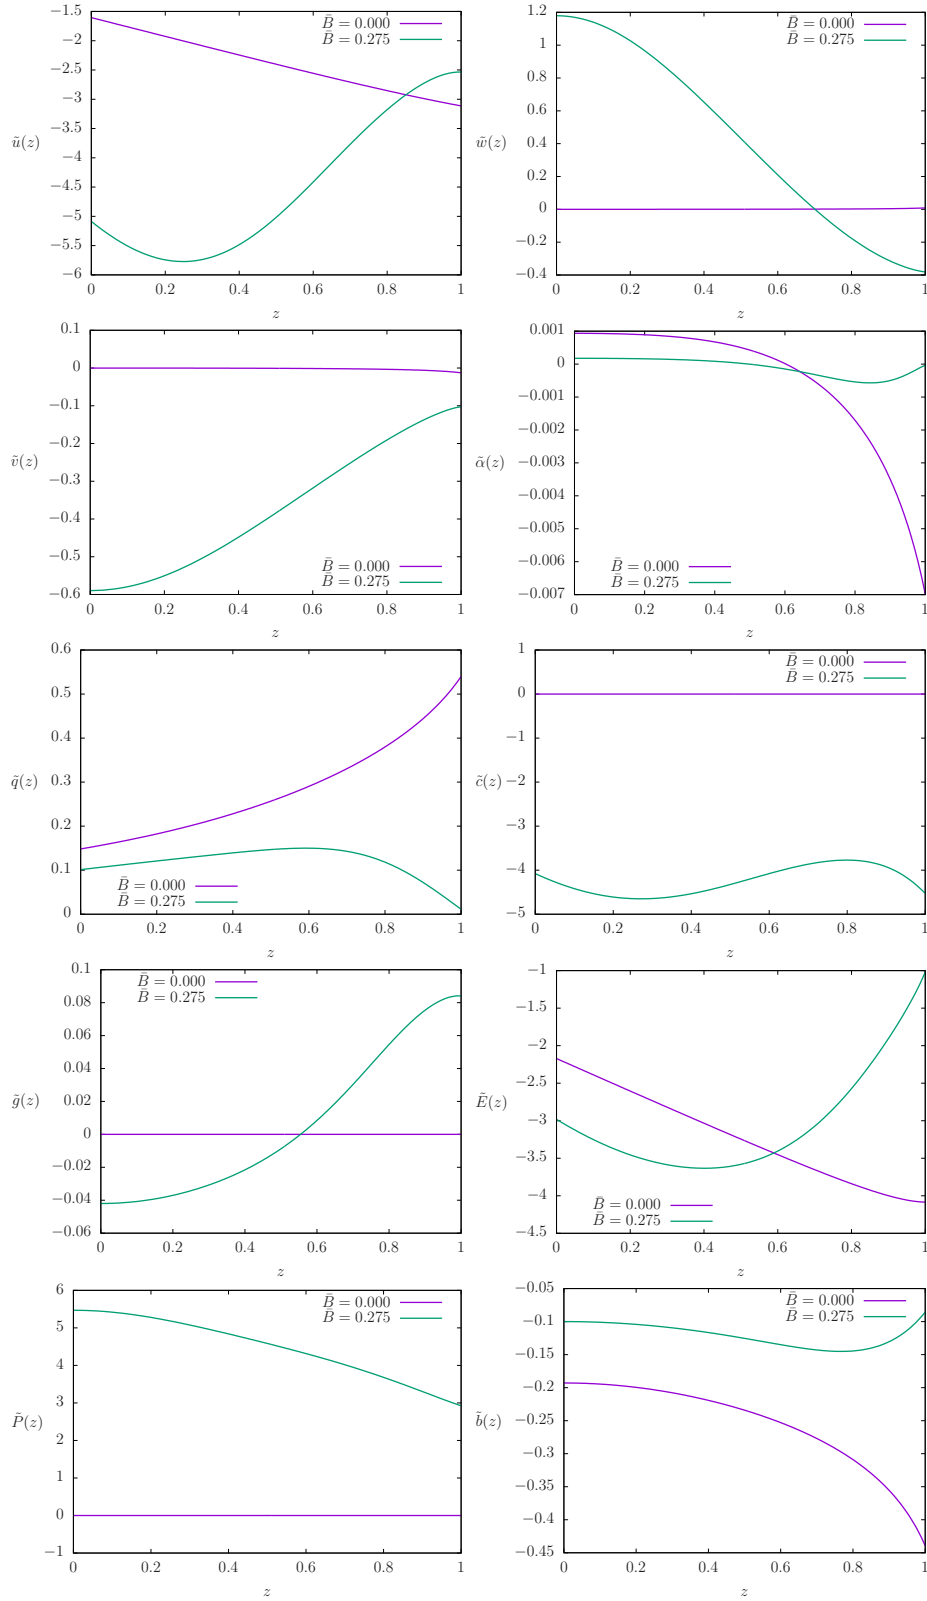 −1.5
−2
−2.5
−3
−3.5
−4
−4.5
−5
−5.5
−6
0 0.2 0.4 0.6 0.8 1
ũ(z)
z
B̄ = 0.000
B̄ = 0.275
1.2
1
0.8
0.6
0.4
0.2
0
−0.2
−0.4
0 0.2 0.4 0.6 0.8 1
w̃(z)
z
B̄ = 0.000
B̄ = 0.275
0.1
0
−0.1
−0.2
−0.3
−0.4
−0.5
−0.6
0 0.2 0.4 0.6 0.8 1
ṽ(z)
z
B̄ = 0.000
B̄ = 0.275
0.001
0
−0.001
−0.002
−0.003
−0.004
−0.005
−0.006
−0.007
0 0.2 0.4 0.6 0.8 1
α̃(z)
z
B̄ = 0.000
B̄ = 0.275
0.6
0.5
0.4
0.3
0.2
0.1
0
0 0.2 0.4 0.6 0.8 1
q̃(z)
z
B̄ = 0.000
B̄ = 0.275
1
0
−1
−2
−3
−4
−5
0 0.2 0.4 0.6 0.8 1
c̃(z)
z
B̄ = 0.000
B̄ = 0.275
0.1
0.08
0.06
0.04
0.02
0
−0.02
−0.04
−0.06
0 0.2 0.4 0.6 0.8 1
g̃(z)
z
B̄ = 0.000
B̄ = 0.275
−1
−1.5
−2
−2.5
−3
−3.5
−4
−4.5
0 0.2 0.4 0.6 0.8 1
Ẽ(z)
z
B̄ = 0.000
B̄ = 0.275
6
5
4
3
2
1
0
−1
0 0.2 0.4 0.6 0.8 1
P̃(z)
z
B̄ = 0.000
B̄ = 0.275
−0.05
−0.1
−0.15
−0.2
−0.25
−0.3
−0.35
−0.4
−0.45
0 0.2 0.4 0.6 0.8 1
b̃(z)
z
B̄ = 0.000
B̄ = 0.275